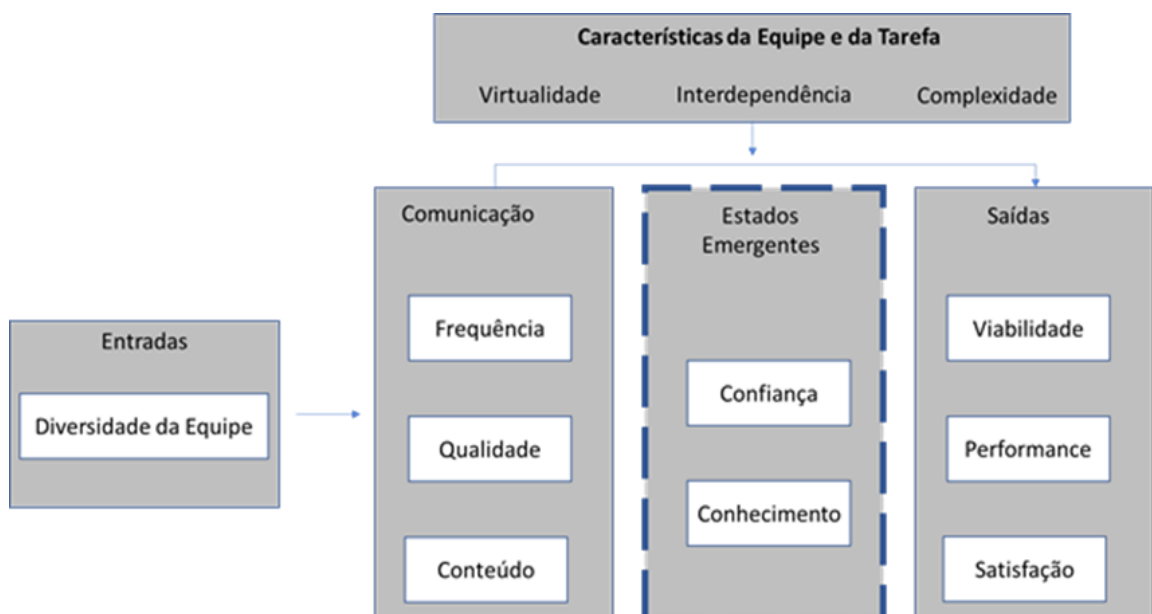 Características da Equipe e da Tarefa
Virtualidade Interdependência Complexidade
Entradas
Diversidade da Equipe
Comunicação
Frequência
Qualidade
Conteúdo
Estados
Emergentes
Confiança
Conhecimento
Saídas
Viabilidade
Performance
Satisfação